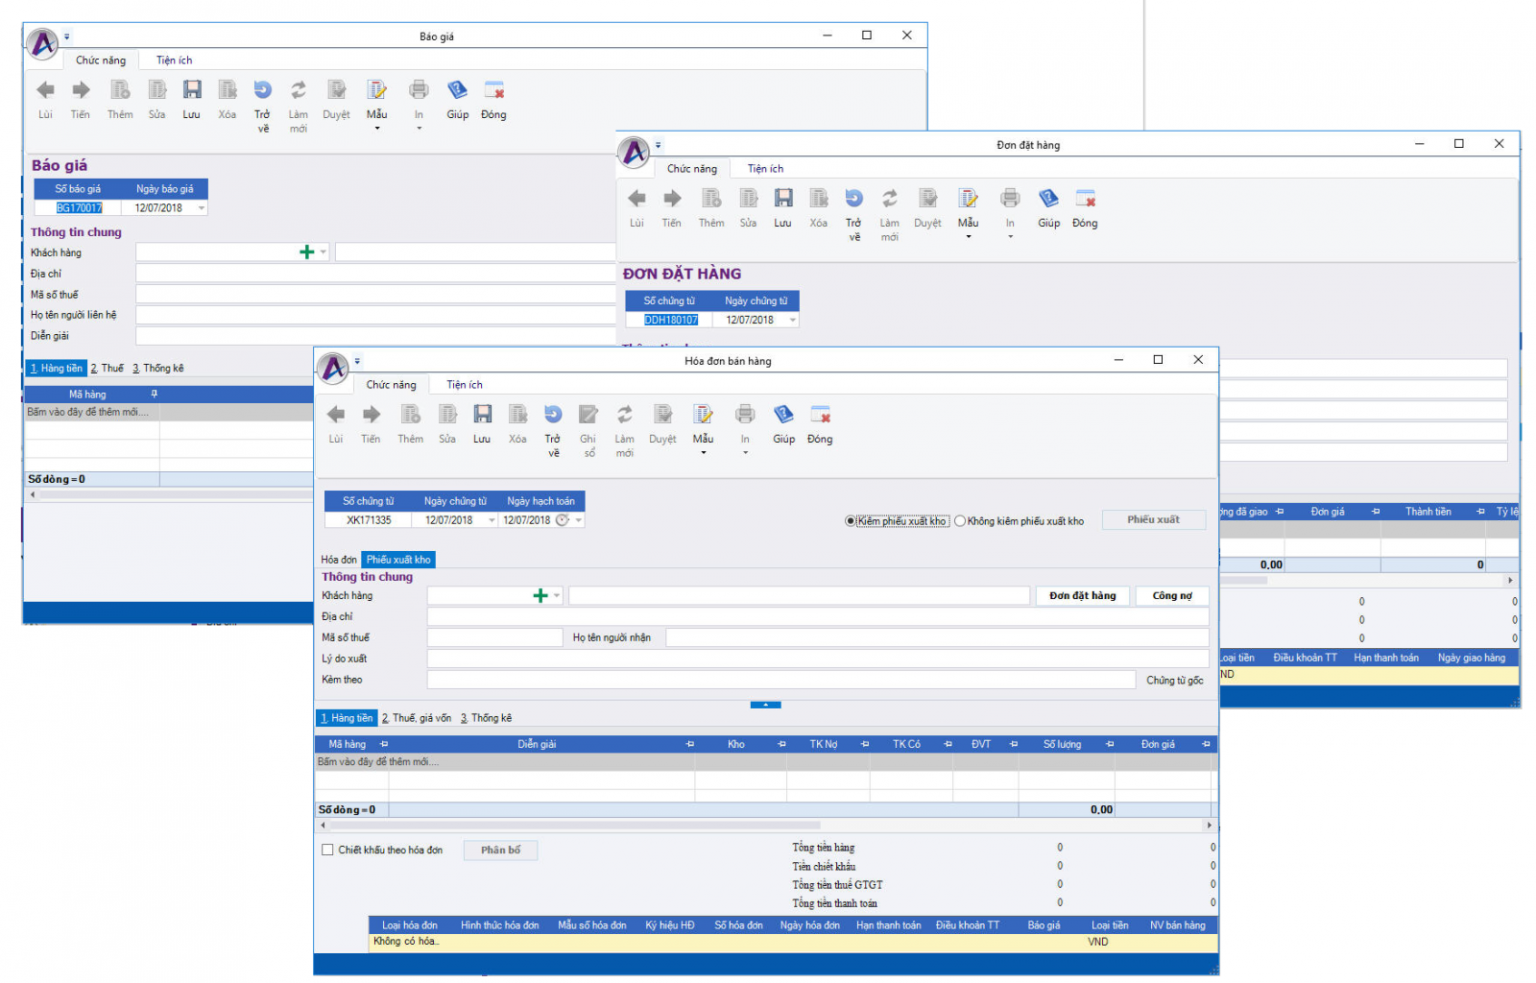 Báo giá
Chức năng Tiện ích
Lùi Tiến Thêm Sửa Lưu Xóa Trở về Làm mới Duyệt Mẫu In Giúp Đóng
Báo giá
Số báo giá Ngày báo giá
BG170017 12/07/2018
Thông tin chung
Khách hàng
Địa chỉ
Mã số thuế
Họ tên người liên hệ
Diễn giải
1. Hàng tiền 2. Thuế 3. Thống kê
Mã hàng
Bấm vào đây để thêm mới....
Số dòng = 0
Đơn đặt hàng
Chức năng Tiện ích
Lùi Tiến Thêm Sửa Lưu Xóa Trở về Làm mới Duyệt Mẫu In Giúp Đóng
ĐƠN ĐẶT HÀNG
Số chứng từ Ngày chứng từ
DDH180107 12/07/2018
đã giao Đơn giá Thành tiền Tỷ lệ
0,00 0
0 0
0 0
0 0
Loại tiền Điều khoản TT Hạn thanh toán Ngày giao hàng
VND
Hóa đơn bán hàng
Chức năng Tiện ích
Lùi Tiến Thêm Sửa Lưu Xóa Trở về Ghi sổ Làm mới Duyệt Mẫu In Giúp Đóng
Số chứng từ Ngày chứng từ Ngày hạch toán
XK171335 12/07/2018 12/07/2018
Kiêm phiếu xuất kho Không kiêm phiếu xuất kho Phiếu xuất
Hóa đơn Phiếu xuất kho
Thông tin chung
Khách hàng Đơn đặt hàng Công nợ
Địa chỉ
Mã số thuế Họ tên người nhận
Lý do xuất
Kèm theo Chứng từ gốc
1. Hàng tiền 2. Thuế, giá vốn 3. Thống kê
Mã hàng Diễn giải Kho TK Nợ TK Có ĐVT Số lượng Đơn giá
Bấm vào đây để thêm mới....
Số dòng = 0 0,00
Chiết khấu theo hóa đơn Phân bổ
Tổng tiền hàng 0 0
Tiền chiết khấu 0 0
Tổng tiền thuế GTGT 0 0
Tổng tiền thanh toán 0 0
Loại hóa đơn Hình thức hóa đơn Mẫu số hóa đơn Ký hiệu HĐ Số hóa đơn Ngày hóa đơn Hạn thanh toán Điều khoản TT Báo giá Loại tiền NV bán hàng
Không có hóa.. VND